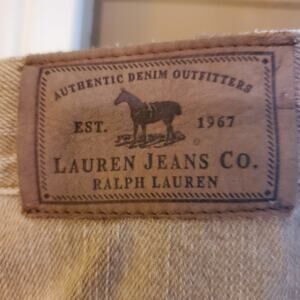 AUTHENTIC DENIM OUTFITTERS
EST. 1967
LAUREN JEANS CO.
RALPH LAUREN